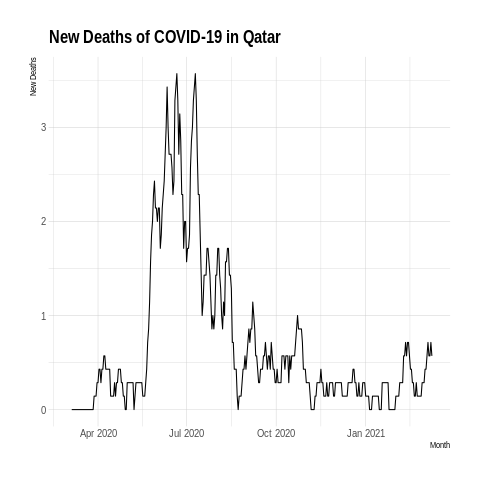 New Deaths of COVID-19 in Qatar
New Deaths
3
2
1
0
Apr 2020 Jul 2020 Oct 2020 Jan 2021
Month